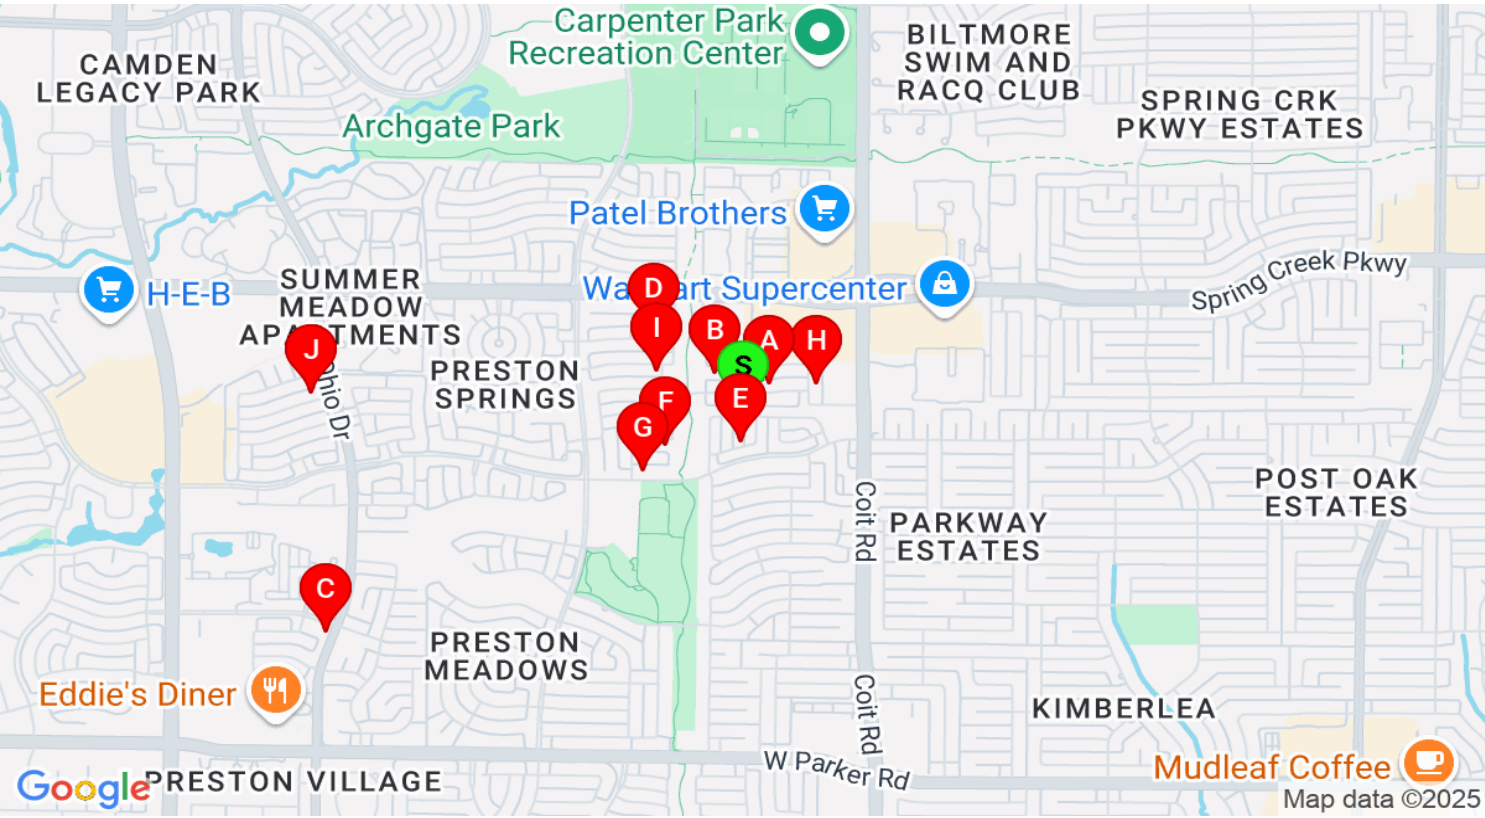 Carpenter Park
Recreation Center
BILTMORE
SWIM AND
RACQ CLUB
CAMDEN
LEGACY PARK
SPRING CRK
PKWY ESTATES
Archgate Park
Patel Brothers
Spring Creek Pkwy
H-E-B
SUMMER
MEADOW
APARTMENTS
D
Supercenter
I
B
A
H
J
S
Ohio Dr
PRESTON
SPRINGS
E
F
G
POST OAK
ESTATES
Coit Rd
PARKWAY
ESTATES
C
PRESTON
MEADOWS
Eddie's Diner
Coit Rd
KIMBERLEA
W Parker Rd
Mudleaf Coffee
Google
PRESTON VILLAGE
Map data ©2025